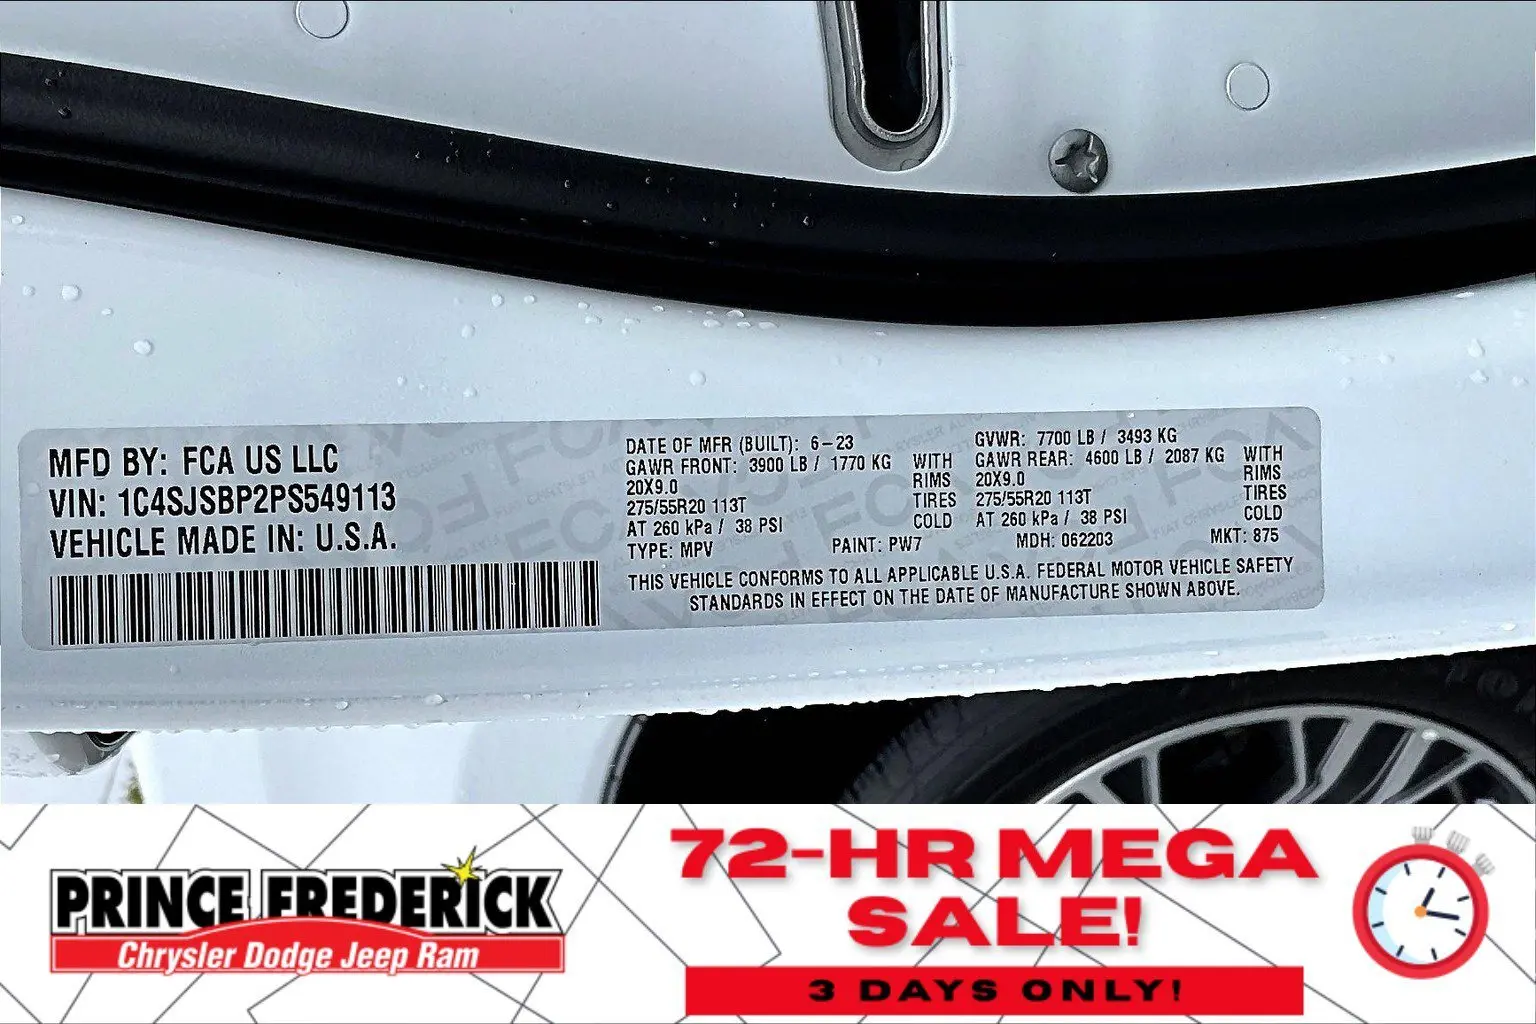 MFD BY: FCA US LLC
VIN: 1C4SJSBP2PS549113
VEHICLE MADE IN: U.S.A.
DATE OF MFR (BUILT): 6-23
GAWR FRONT: 3900 LB / 1770 KG WITH
20X9.0 RIMS
275/55R20 113T TIRES
AT 260 kPa / 38 PSI COLD
TYPE: MPV PAINT: PW7
GVWR: 7700 LB / 3493 KG
GAWR REAR: 4600 LB / 2087 KG WITH
20X9.0 RIMS
275/55R20 113T TIRES
AT 260 kPa / 38 PSI COLD
MDH: 062203 MKT: 875
THIS VEHICLE CONFORMS TO ALL APPLICABLE U.S.A. FEDERAL MOTOR VEHICLE SAFETY
STANDARDS IN EFFECT ON THE DATE OF MANUFACTURE SHOWN ABOVE.
PRINCE FREDERiCK
Chrysler Dodge Jeep Ram
72-HR MEGA
SALE!
3 DAYS ONLY!